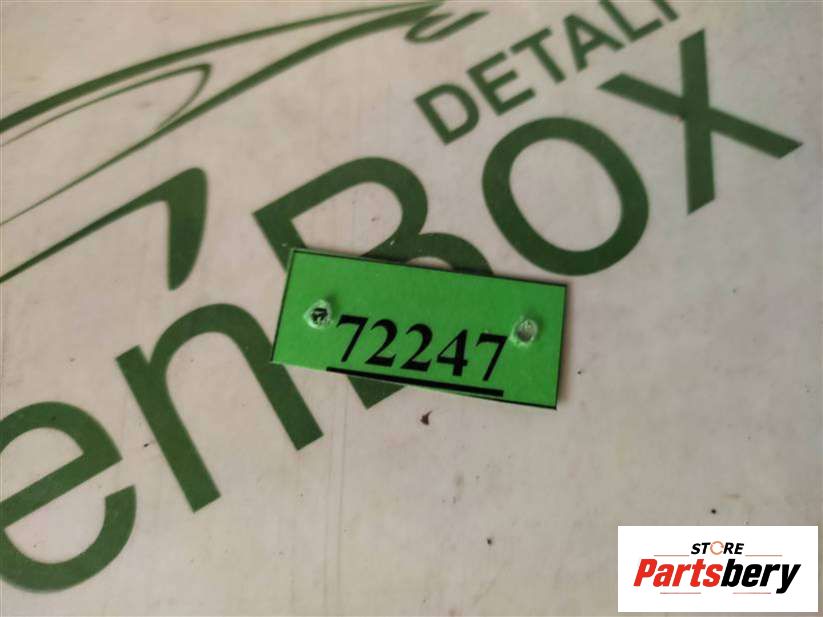 DETALI
enBox
72247
STORE
Partsbery